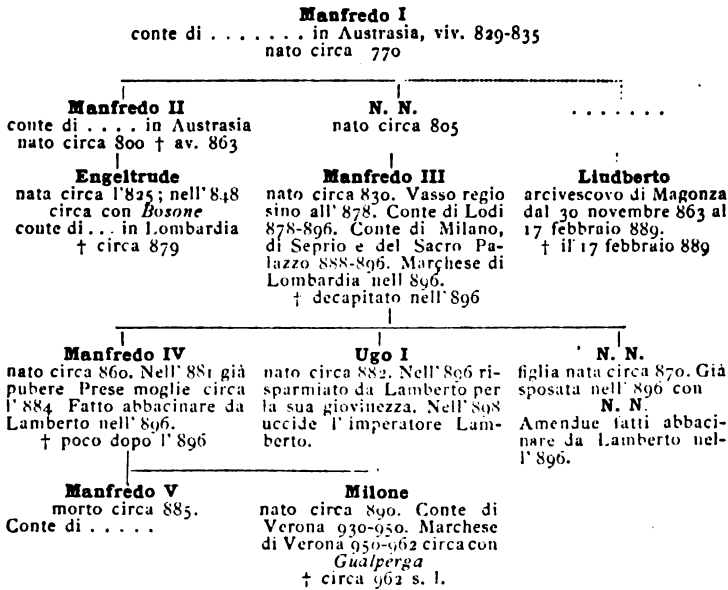 Manfredo I
conte di . . . . . . . . in Austrasia, viv. 829-835
nato circa 770
Manfredo II
conte di . . . . in Austrasia
nato circa 800 † av. 863
N. N.
nato circa 805
. . . . . . .
Engeltrude
nata circa l'825; nell' 848
circa con Bosone
conte di... in Lombardia
† circa 879
Manfredo III
nato circa 830. Vasso regio
sino all' 878. Conte di Lodi
878-896. Conte di Milano,
di Seprio e del Sacro Pa-
lazzo 888-896. Marchese di
Lombardia nell 896.
† decapitato nell' 896
Liudberto
arcivescovo di Magonza
dal 30 novembre 863 al
17 febbraio 889.
† il 17 febbraio 889
Manfredo IV
nato circa 860. Nell' 881 già
pubere Prese moglie circa
l' 884 Fatto abbacinare da
Lamberto nell' 896.
† poco dopo l' 896
Ugo I
nato circa 882. Nell' 896 ri-
sparmiato da Lamberto per
la sua giovinezza. Nell' 898
uccide l' imperatore Lam-
berto.
N. N.
figlia nata circa 870. Già
sposata nell' 896 con
N. N.
Amendue fatti abbaci-
nare da Lamberto nel-
l' 896.
Manfredo V
morto circa 885.
Conte di . . . . .
Milone
nato circa 890. Conte di
Verona 930-950. Marchese
di Verona 950-962 circa con
Gualperga
† circa 962 s. l.